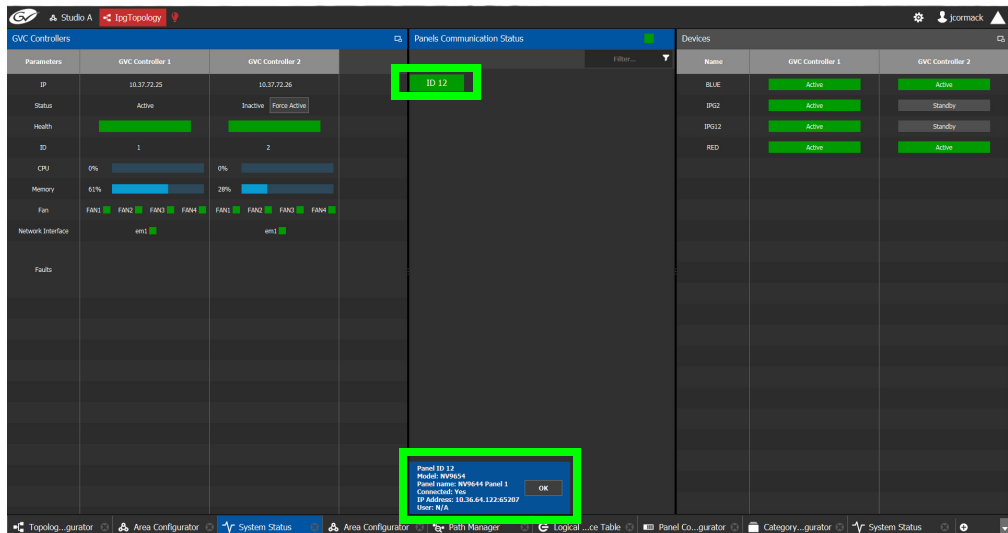 GV Studio A IpgTopology jcormack
GVC Controllers Panels Communication Status Devices
Parameters GVC Controller 1 GVC Controller 2 Filter... Name GVC Controller 1 GVC Controller 2
IP 10.37.72.25 10.37.72.26 ID 12 BLUE Active Active
Status Active Inactive Force Active IPG2 Active Standby
Health IPG12 Active Standby
ID 1 2 RED Active Active
CPU 0% 0%
Memory 61% 28%
Fan FAN1 FAN2 FAN3 FAN4 FAN1 FAN2 FAN3 FAN4
Network Interface em1 em1
Faults
Panel ID 12
Model: NV9654
Panel name: NV9644 Panel 1
Connected: Yes
IP Address: 10.36.64.122:65207
User: N/A
OK
Topolog...gurator Area Configurator System Status Area Configurator Path Manager Logical ...ce Table Panel Co...gurator Category...gurator System Status